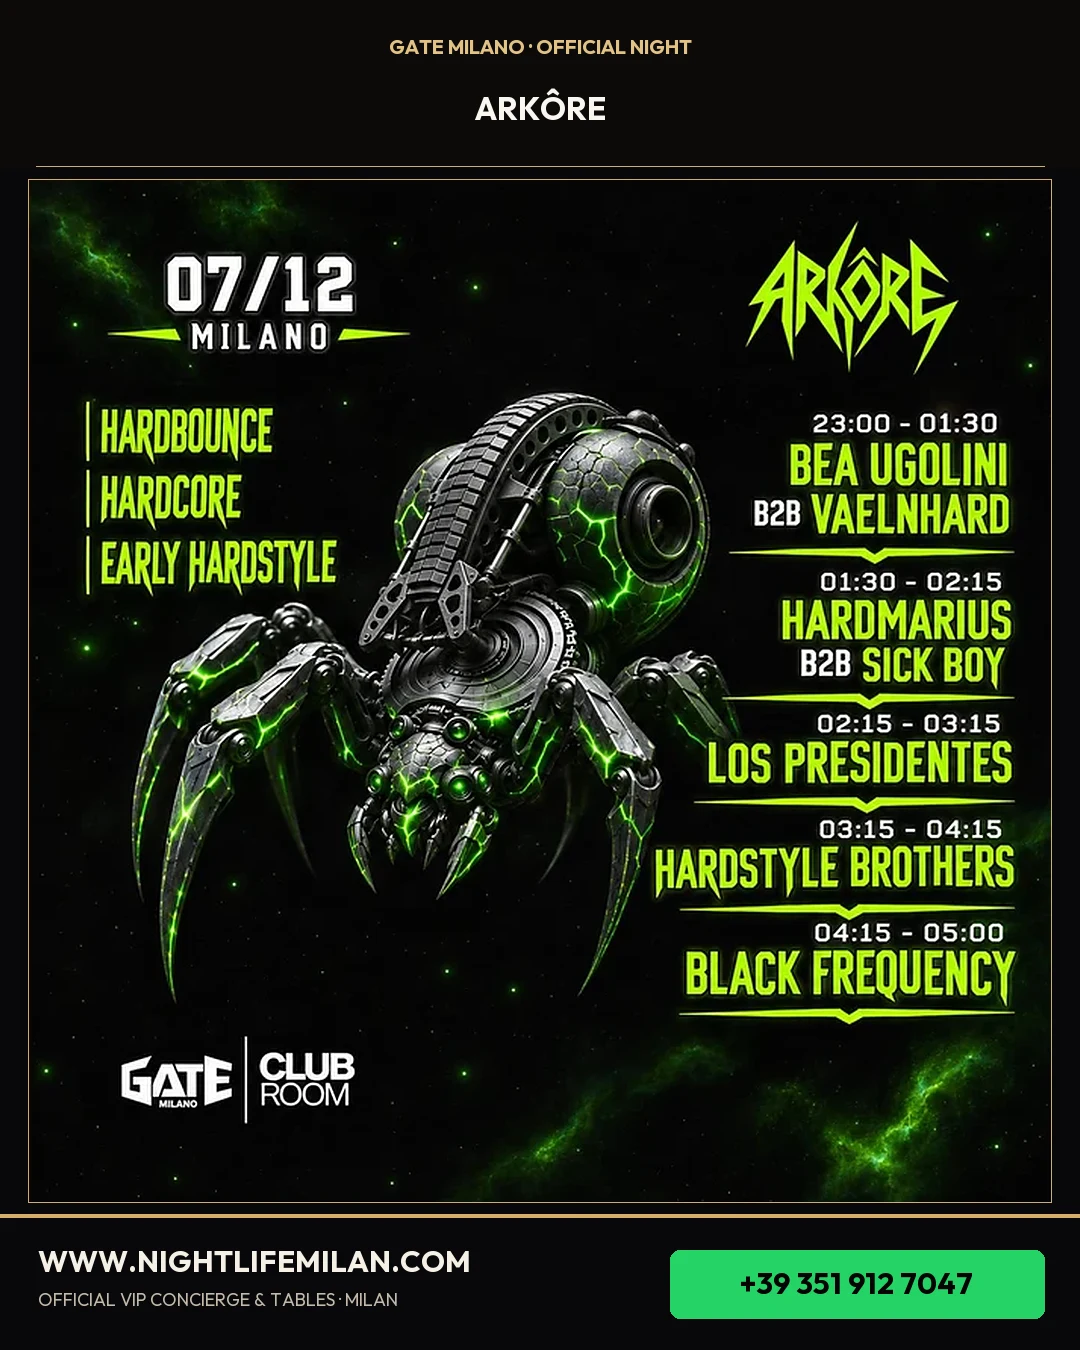 GATE MILANO · OFFICIAL NIGHT
ARKÔRE
07/12
MILANO
HARDBOUNCE
HARDCORE
EARLY HARDSTYLE
ARKÔRE
23:00 - 01:30
BEA UGOLINI
B2B VAELNHARD
01:30 - 02:15
HARDMARIUS
B2B SICK BOY
02:15 - 03:15
LOS PRESIDENTES
03:15 - 04:15
HARDSTYLE BROTHERS
04:15 - 05:00
BLACK FREQUENCY
GATE
MILANO
CLUB
ROOM
WWW.NIGHTLIFEMILAN.COM
OFFICIAL VIP CONCIERGE & TABLES · MILAN
+39 351 912 7047